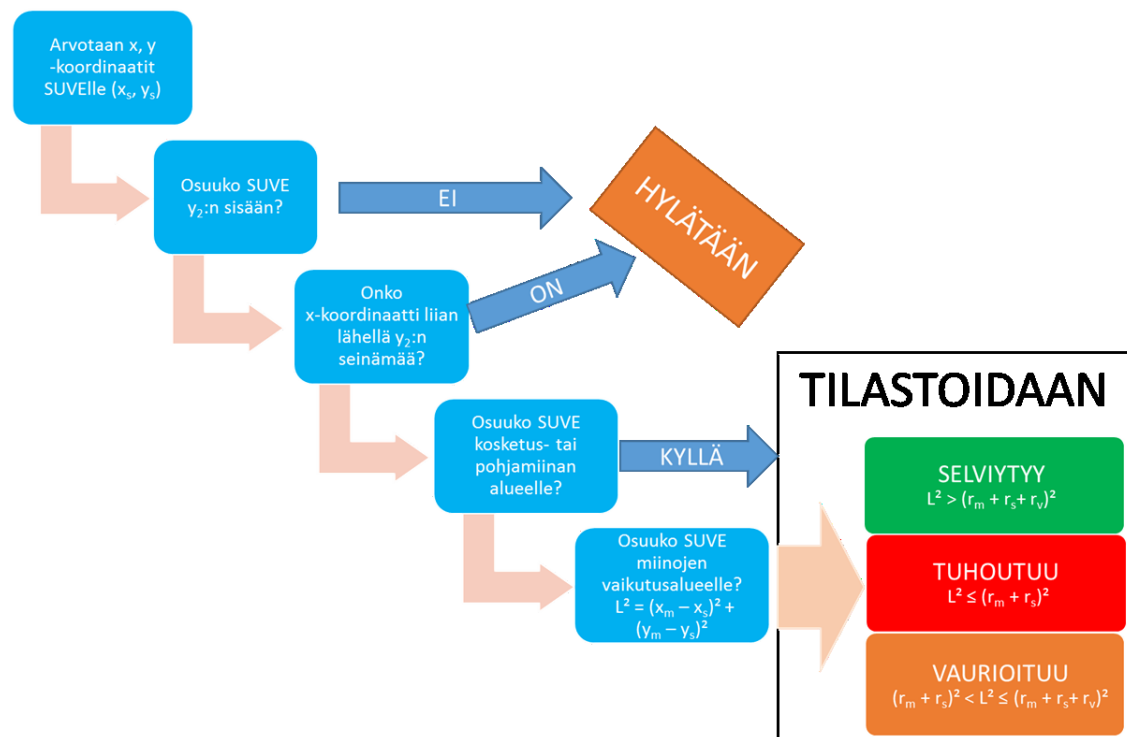 Arvotaan x, y
-koordinaatit
SUVElle (xₛ, yₛ)
Osuuko SUVE
y₂:n sisään?
EI
HYLÄTÄÄN
Onko
x-koordinaatti liian
lähellä y₂:n
seinämää?
ON
Osuuko SUVE
kosketus- tai
pohjamiinan
alueelle?
KYLLÄ
Osuuko SUVE
miinojen
vaikutusalueelle?
L² = (xₘ – xₛ)² +
(yₘ – yₛ)²
TILASTOIDAAN
SELVIYTYY
L² > (rₘ + rₛ+ rᵥ)²
TUHOUTUU
L² ≤ (rₘ + rₛ)²
VAURIOITUU
(rₘ + rₛ)² < L² ≤ (rₘ + rₛ+ rᵥ)²